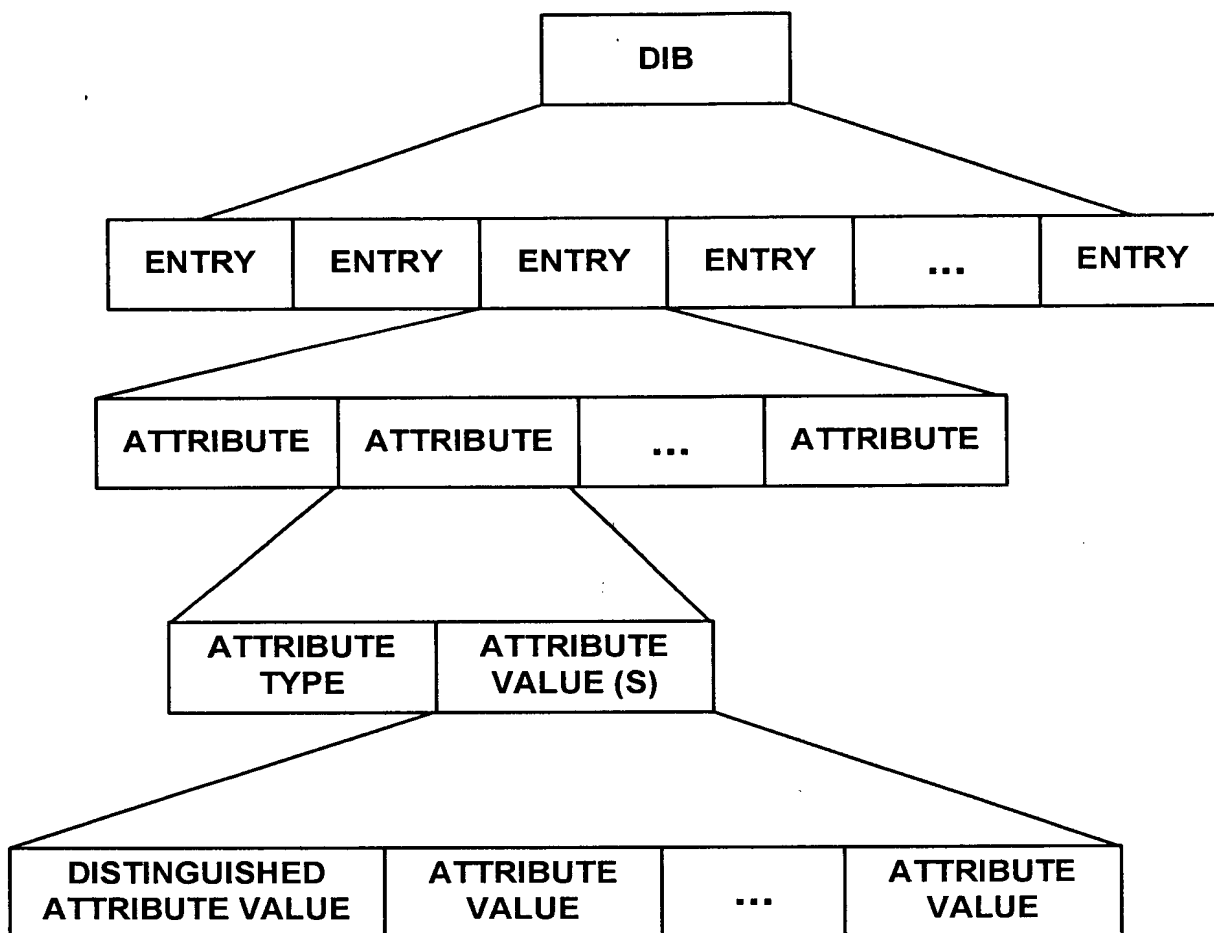 DIB
ENTRY ENTRY ENTRY ENTRY ... ENTRY
ATTRIBUTE ATTRIBUTE ... ATTRIBUTE
ATTRIBUTE TYPE
ATTRIBUTE VALUE (S)
DISTINGUISHED ATTRIBUTE VALUE
ATTRIBUTE VALUE
...
ATTRIBUTE VALUE